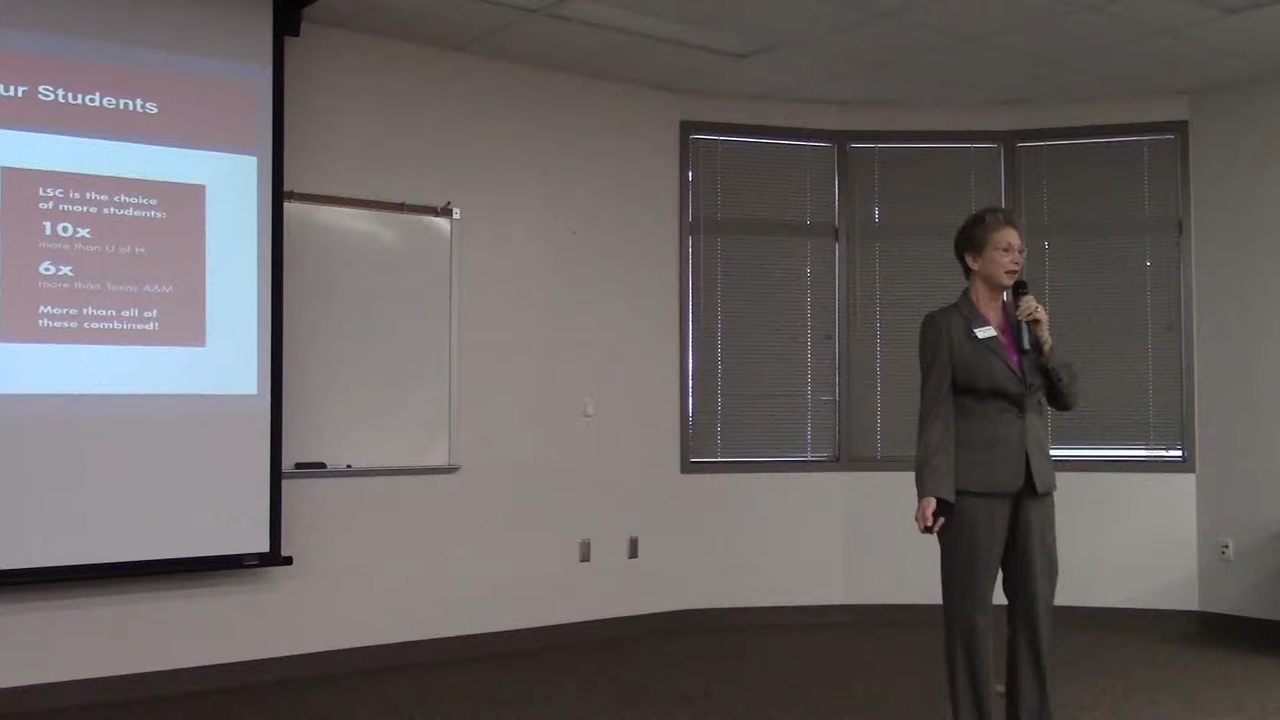 ur Students
LSC is the choice
of more students:
10x
more than U of H
6x
more than Texas A&M
More than all of
these combined!